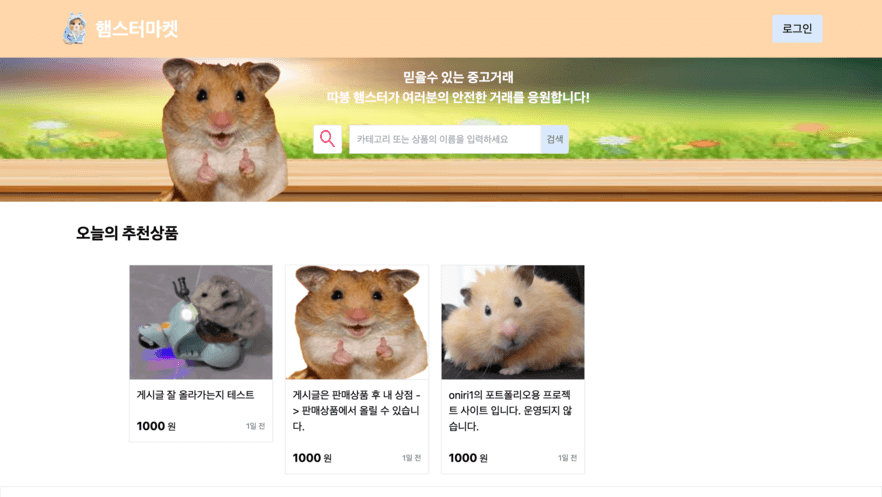 햄스터마켓
로그인
믿을수 있는 중고거래
따봉 햄스터가 여러분의 안전한 거래를 응원합니다!
카테고리 또는 상품의 이름을 입력하세요
검색
오늘의 추천상품
게시글 잘 올라가는지 테스트
1000 원
1일 전
게시글은 판매상품 후 내 상점 -
> 판매상품에서 올릴 수 있습니
다.
1000 원
1일 전
oniri1의 포트폴리오용 프로젝
트 사이트 입니다. 운영되지 않
습니다.
1000 원
1일 전